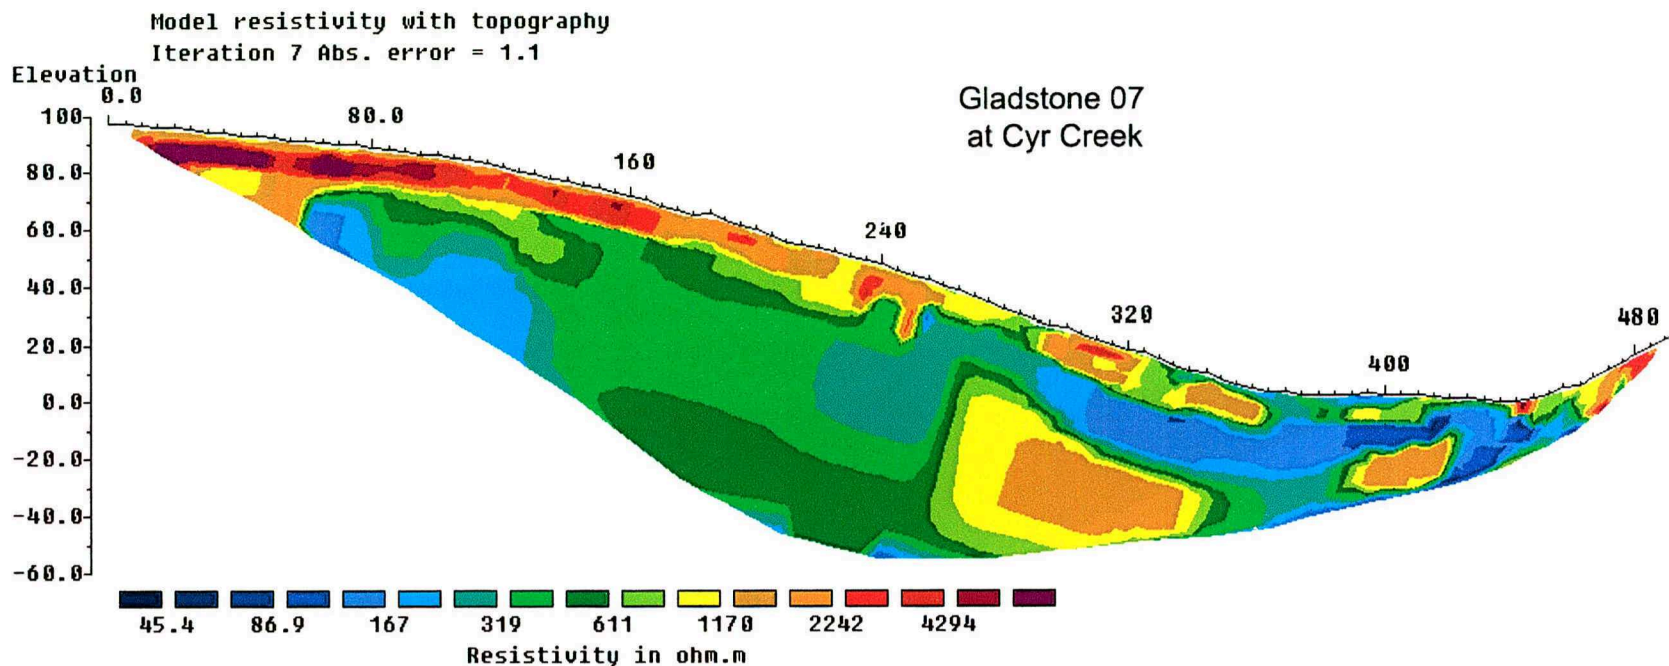 Model resistivity with topography
Iteration 7 Abs. error = 1.1
Elevation
0.0
80.0
160
240
320
400
480
Gladstone 07
at Cyr Creek
100
80.0
60.0
40.0
20.0
0.0
-20.0
-40.0
-60.0
45.4 86.9 167 319 611 1170 2242 4294
Resistivity in ohm.m